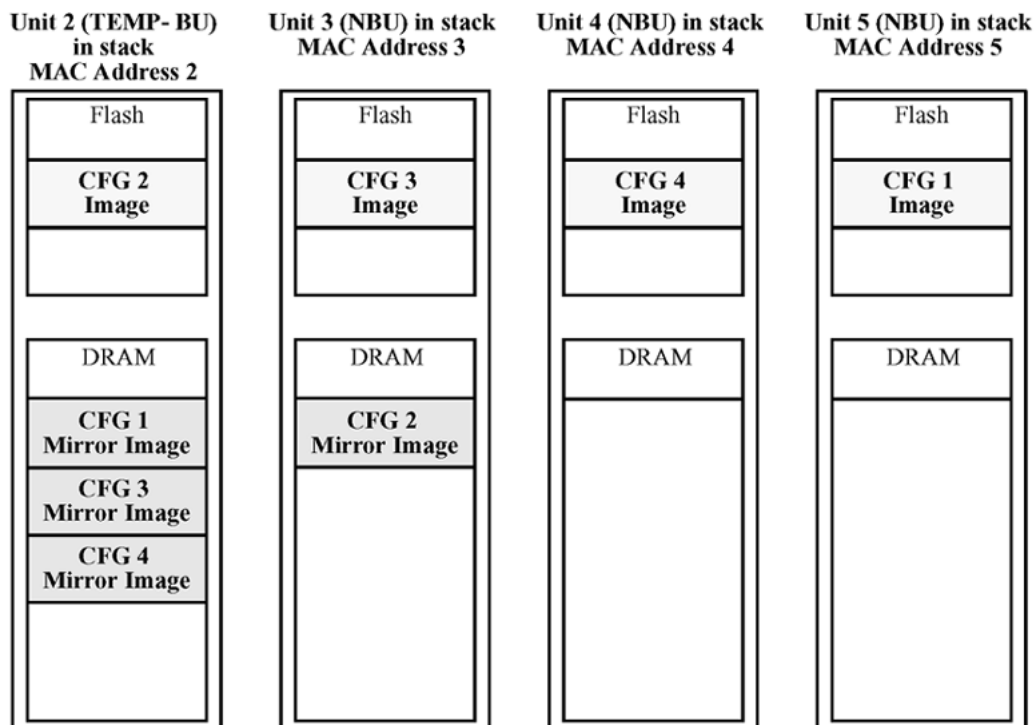 Unit 2 (TEMP- BU)
in stack
MAC Address 2
Flash
CFG 2
Image
DRAM
CFG 1
Mirror Image
CFG 3
Mirror Image
CFG 4
Mirror Image
Unit 3 (NBU) in stack
MAC Address 3
Flash
CFG 3
Image
DRAM
CFG 2
Mirror Image
Unit 4 (NBU) in stack
MAC Address 4
Flash
CFG 4
Image
DRAM
Unit 5 (NBU) in stack
MAC Address 5
Flash
CFG 1
Image
DRAM